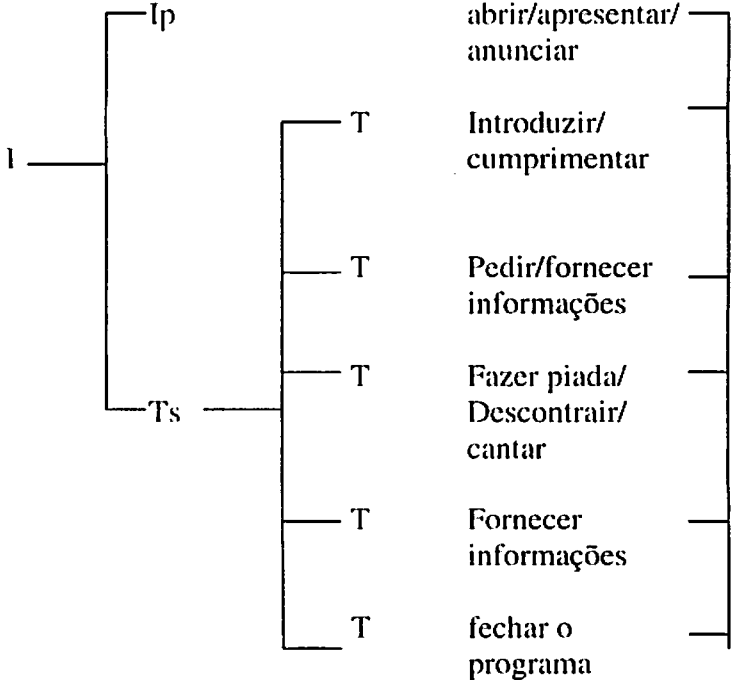 Ip abrir/apresentar/
anunciar
T Introduzir/
cumprimentar
I
T Pedir/fornecer
informações
T Fazer piada/
Ts Descontrair/
cantar
T Fornecer
informações
T fechar o
programa